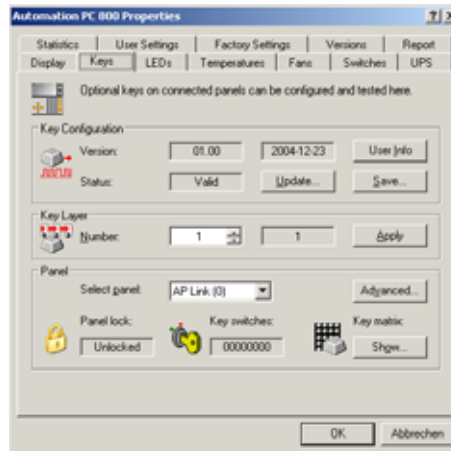 Automation PC 800 Properties
Statistics User Settings Factory Settings Versions Report
Display Keys LEDs Temperatures Fans Switches UPS
Optional keys on connected panels can be configured and tested here.
Key Configuration
Version: 01.00 2004-12-23 User Info
Status: Valid Update... Save...
Key Layer
Number: 1 1 Apply
Panel
Select panel: AP Link (0) Advanced...
Panel lock: Key switches: Key matrix:
Unlocked 00000000 Show...
OK Abbrechen